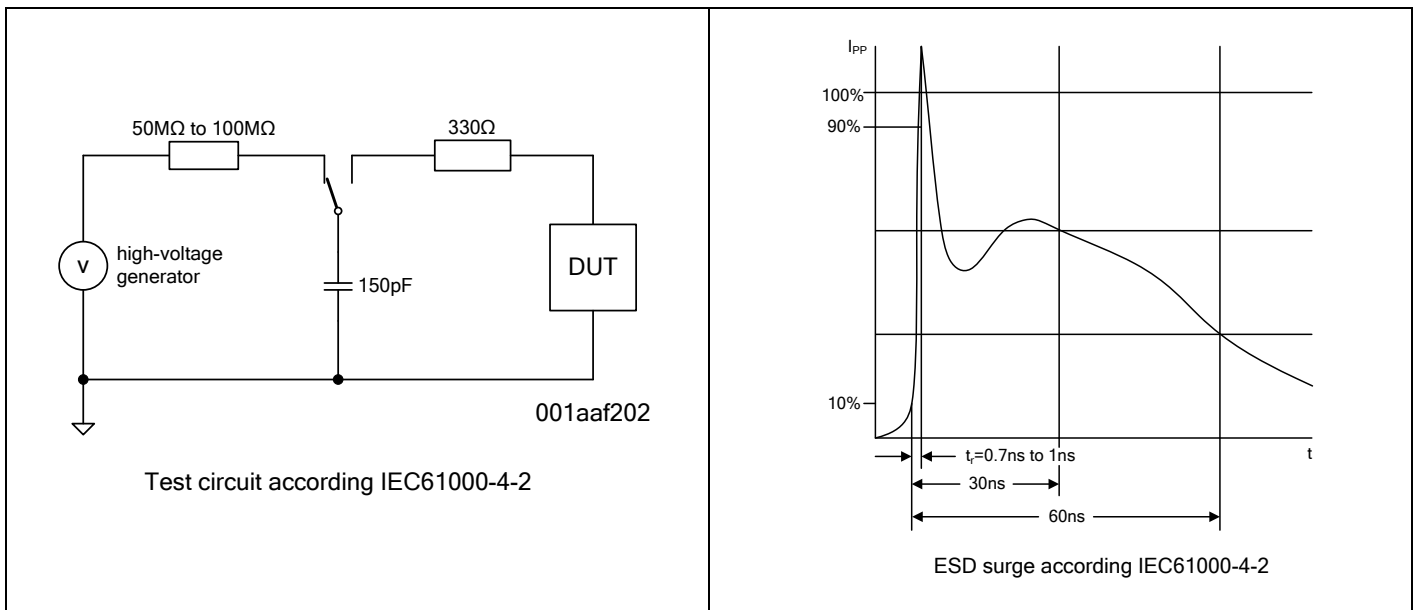 50MΩ to 100MΩ
330Ω
V
high-voltage
generator
150pF
DUT
001aaf202
Test circuit according IEC61000-4-2
IPP
100%
90%
10%
t
tr=0.7ns to 1ns
30ns
60ns
ESD surge according IEC61000-4-2